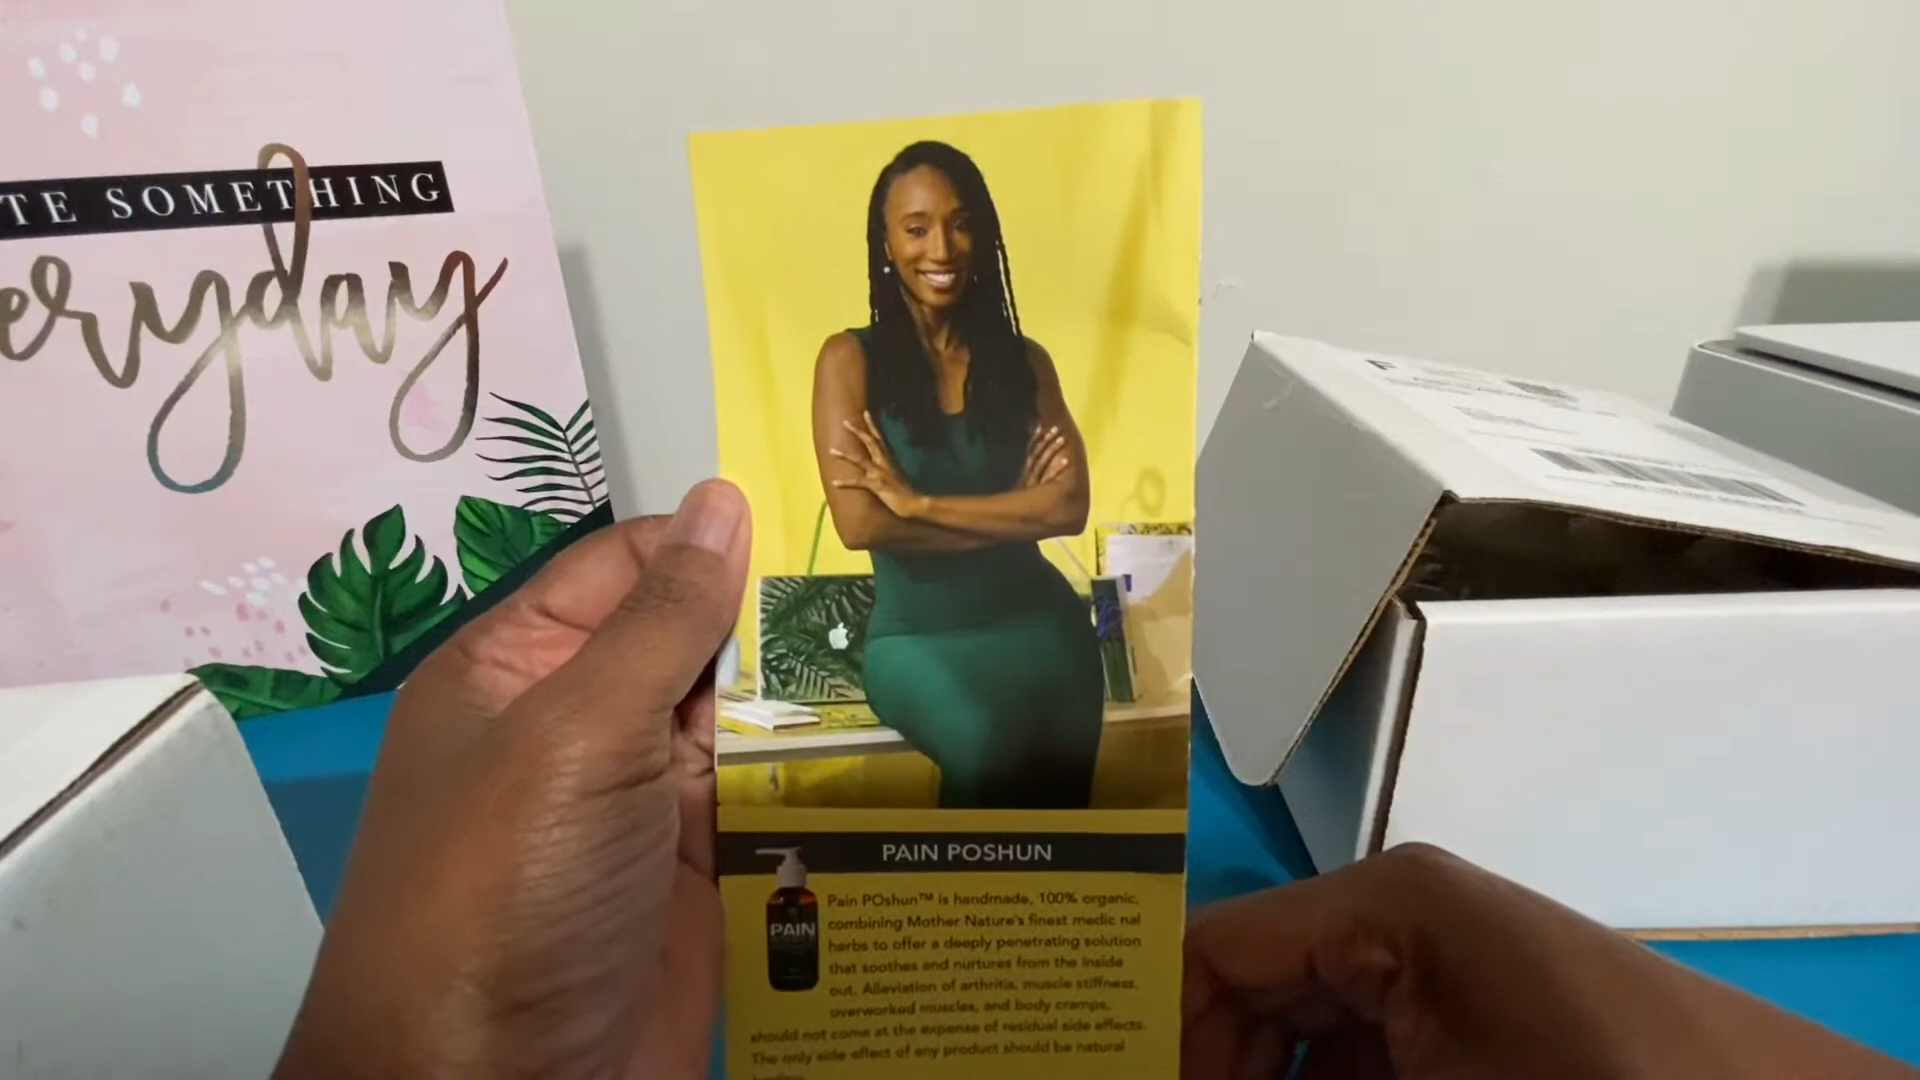 TE SOMETHING
eryday
PAIN POSHUN
PAIN
Pain POshun™ is handmade, 100% organic,
combining Mother Nature's finest medic nal
herbs to offer a deeply penetrating solution
that soothes and nurtures from the inside
out. Alleviation of arthritis, muscle stiffness,
overworked muscles, and body cramps,
should not come at the expense of residual side effects.
The only side effect of any product should be natural